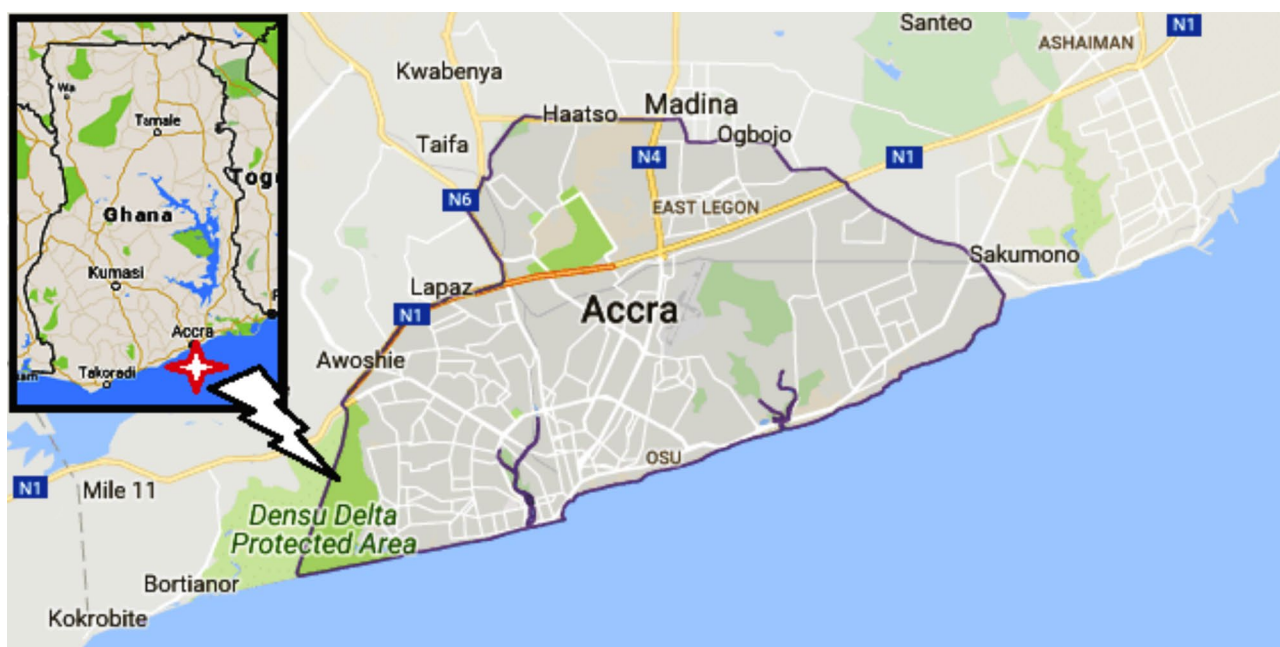 Wa
Tamale
Togu
Ghana
Kumasi
Accra
Takoradi
Santeo
N1
ASHAIMAN
Kwabenya
Madina
Haatso
Ogbojo
Taifa
N4
N1
N6
EAST LEGON
Sakumono
Lapaz
Accra
N1
Awoshie
OSU
N1
Mile 11
Densu Delta
Protected Area
Bortianor
Kokrobite